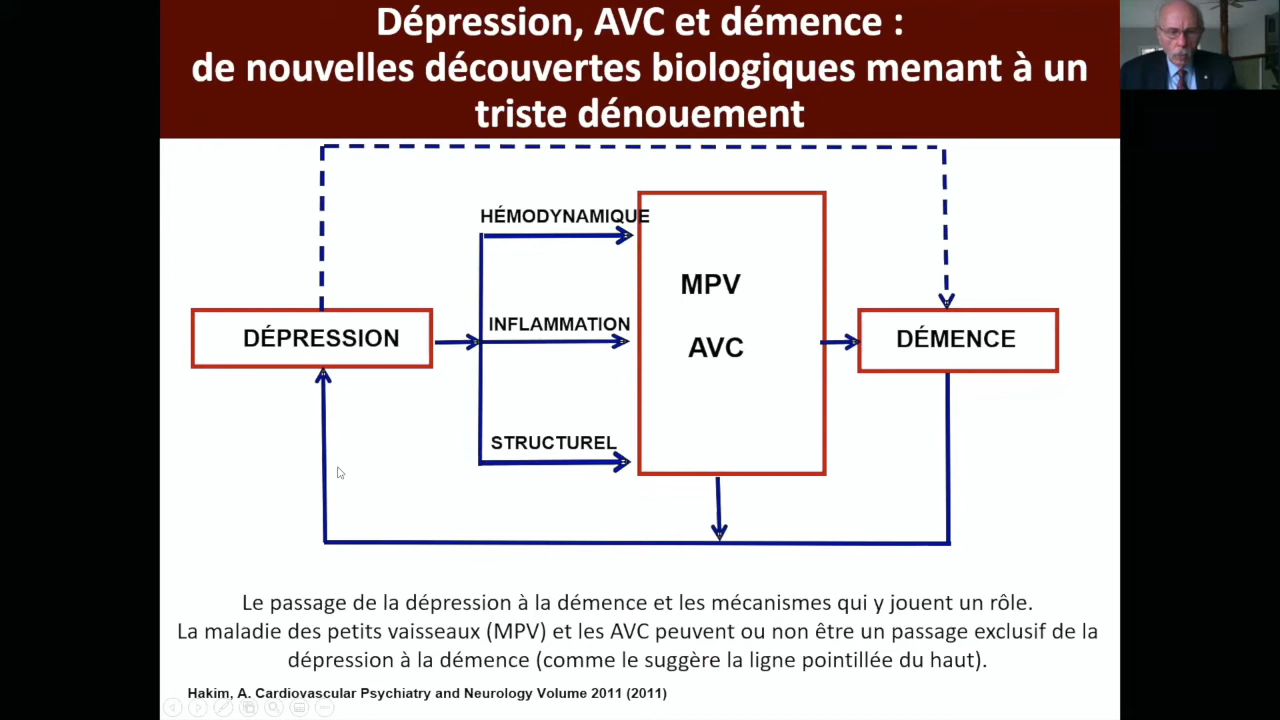 Dépression, AVC et démence :
de nouvelles découvertes biologiques menant à un
triste dénouement
HÉMODYNAMIQUE
MPV
INFLAMMATION
DÉPRESSION
AVC
DÉMENCE
STRUCTUREL
Le passage de la dépression à la démence et les mécanismes qui y jouent un rôle.
La maladie des petits vaisseaux (MPV) et les AVC peuvent ou non être un passage exclusif de la
dépression à la démence (comme le suggère la ligne pointillée du haut).
Hakim, A. Cardiovascular Psychiatry and Neurology Volume 2011 (2011)